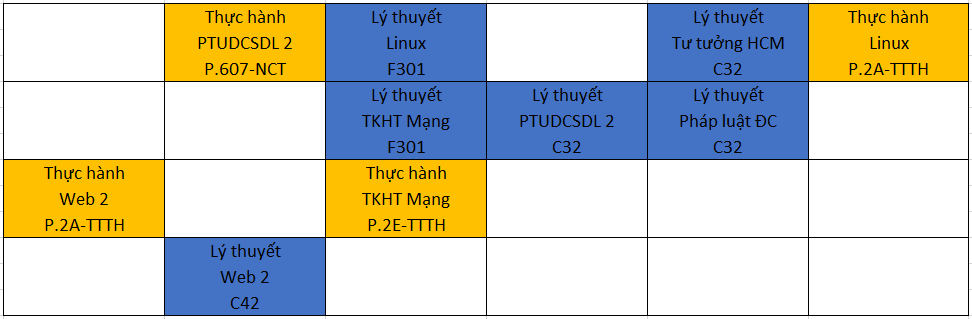 Thực hành
PTUDCSDL 2
P.607-NCT
Lý thuyết
Linux
F301
Lý thuyết
Tư tưởng HCM
C32
Thực hành
Linux
P.2A-TTTH
Lý thuyết
TKHT Mạng
F301
Lý thuyết
PTUDCSDL 2
C32
Lý thuyết
Pháp luật ĐC
C32
Thực hành
Web 2
P.2A-TTTH
Thực hành
TKHT Mạng
P.2E-TTTH
Lý thuyết
Web 2
C42